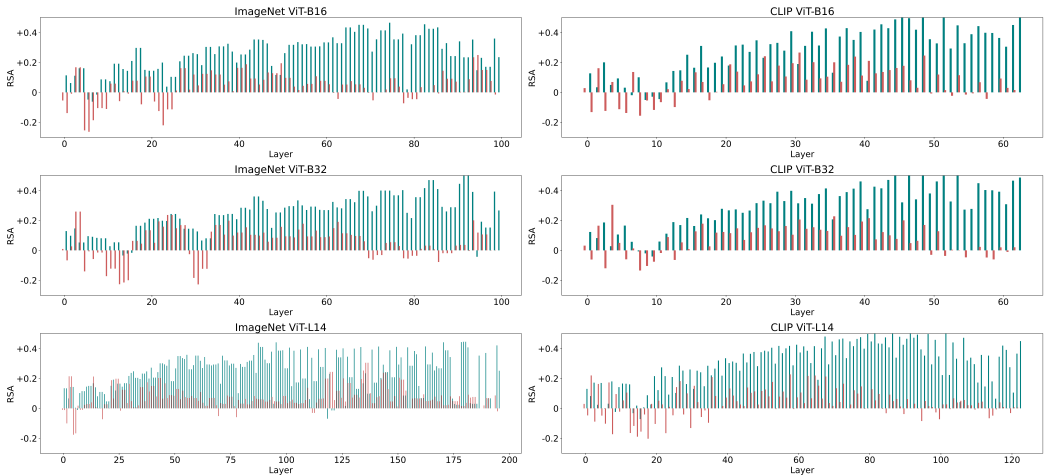 ImageNet ViT-B16
+0.4
+0.2
0
-0.2
RSA
0 20 40 60 80 100
Layer
CLIP ViT-B16
+0.4
+0.2
0
-0.2
RSA
0 10 20 30 40 50 60
Layer
ImageNet ViT-B32
+0.4
+0.2
0
-0.2
RSA
0 20 40 60 80 100
Layer
CLIP ViT-B32
+0.4
+0.2
0
-0.2
RSA
0 10 20 30 40 50 60
Layer
ImageNet ViT-L14
+0.4
+0.2
0
-0.2
RSA
0 25 50 75 100 125 150 175 200
Layer
CLIP ViT-L14
+0.4
+0.2
0
-0.2
RSA
0 20 40 60 80 100 120
Layer